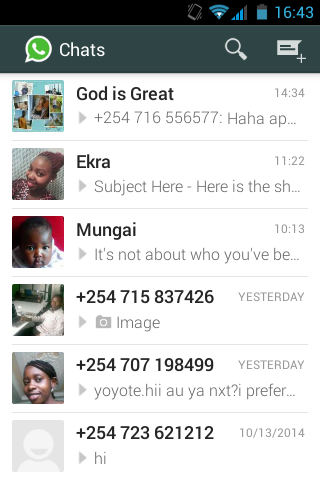 16:43
Chats
God is Great 14:34
+254 716 556577: Haha ap...
Ekra 11:22
Subject Here - Here is the sh...
Mungai 10:13
It's not about who you've be...
+254 715 837426 YESTERDAY
Image
+254 707 198499 YESTERDAY
yoyote.hii au ya nxt?i prefer...
+254 723 621212 10/13/2014
hi